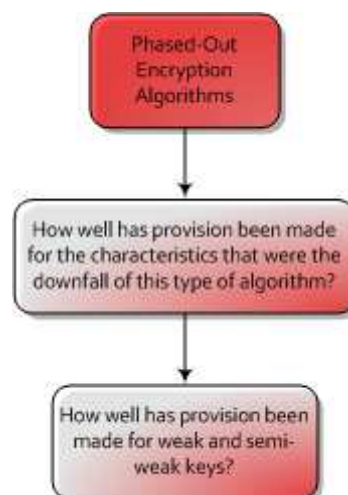 Phased-Out
Encryption
Algorithms
How well has provision been made
for the characteristics that were the
downfall of this type of algorithm?
How well has provision been
made for weak and semi-
weak keys?